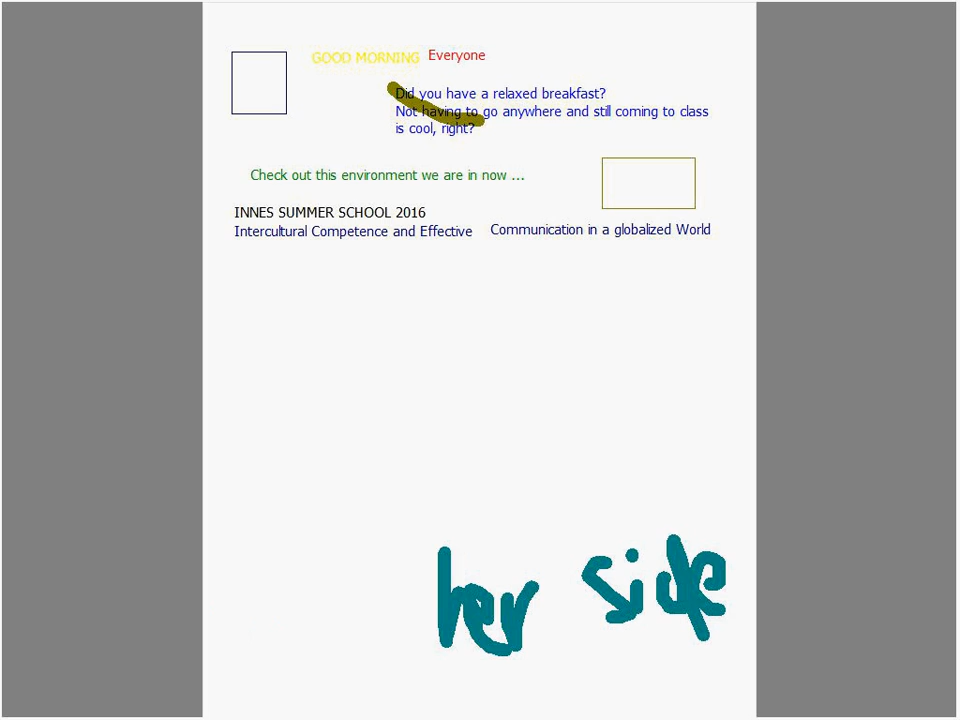 GOOD MORNING Everyone
Did you have a relaxed breakfast?
Not having to go anywhere and still coming to class
is cool, right?
Check out this environment we are in now ...
INNES SUMMER SCHOOL 2016
Intercultural Competence and Effective Communication in a globalized World
her side